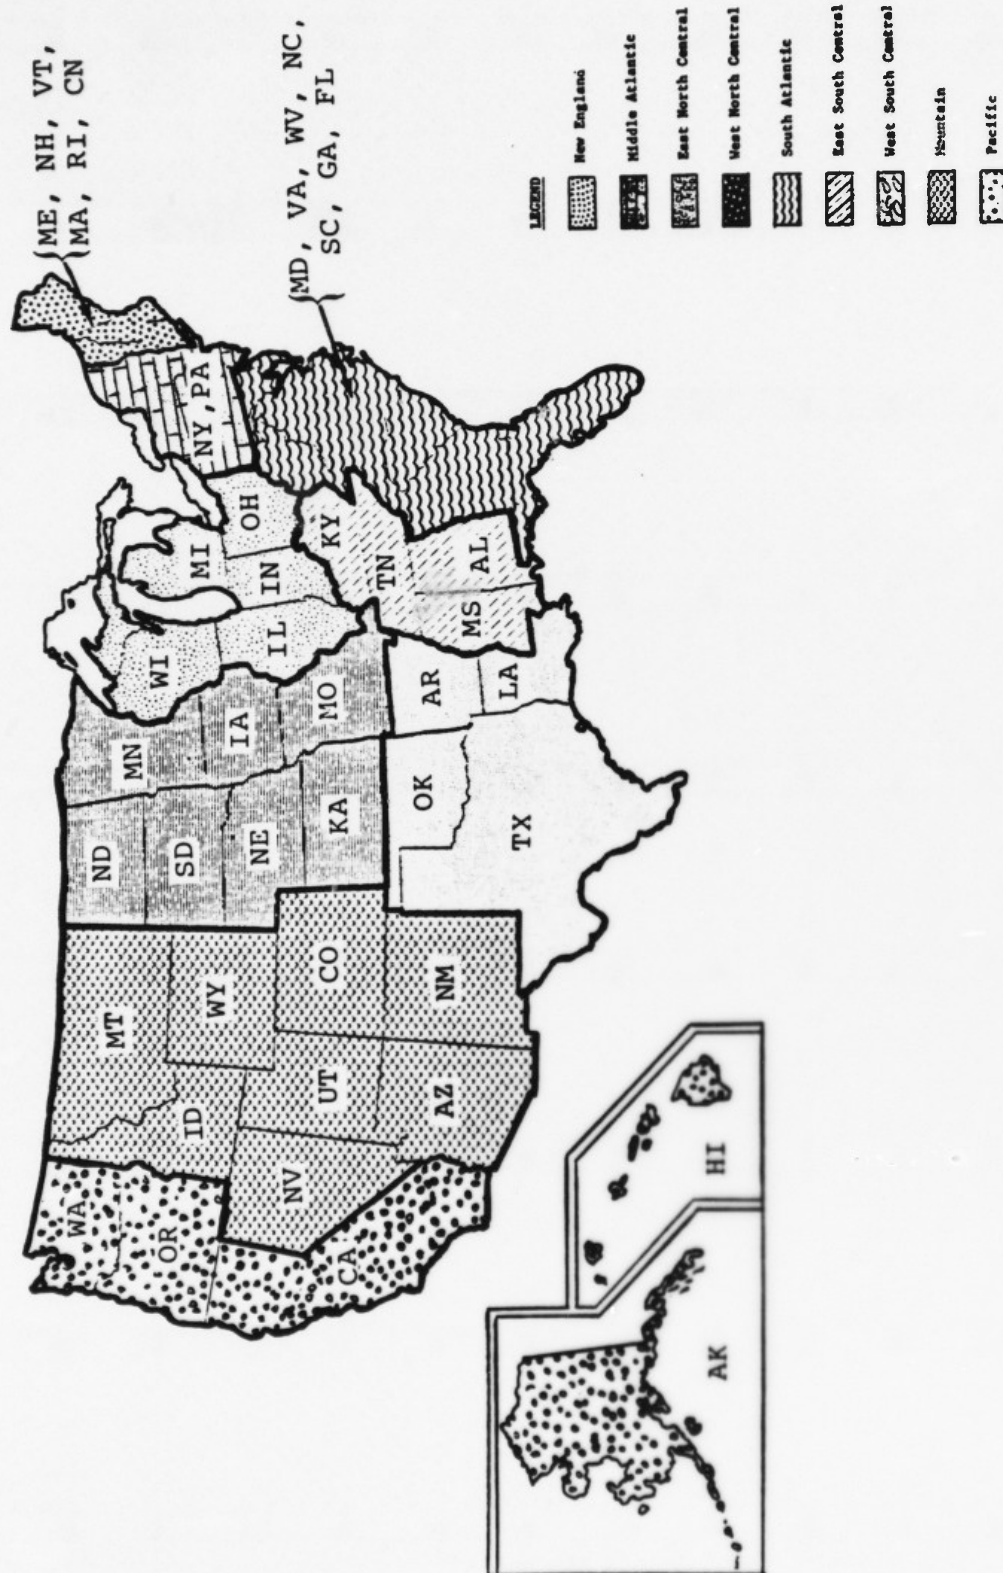 {ME, NH, VT,
{MA, RI, CN
WA
MT
ND
MN
WI
MI
NY, PA
OR
ID
WY
SD
IA
IL
IN
OH
{MD, VA, WV, NC,
{ SC, GA, FL
NV
UT
CO
NE
KA
MO
KY
CA
AZ
NM
OK
AR
TN
TX
LA
MS
AL
AK
HI
LEGEND
New England
Middle Atlantic
East North Central
West North Central
South Atlantic
East South Central
West South Central
Mountain
Pacific